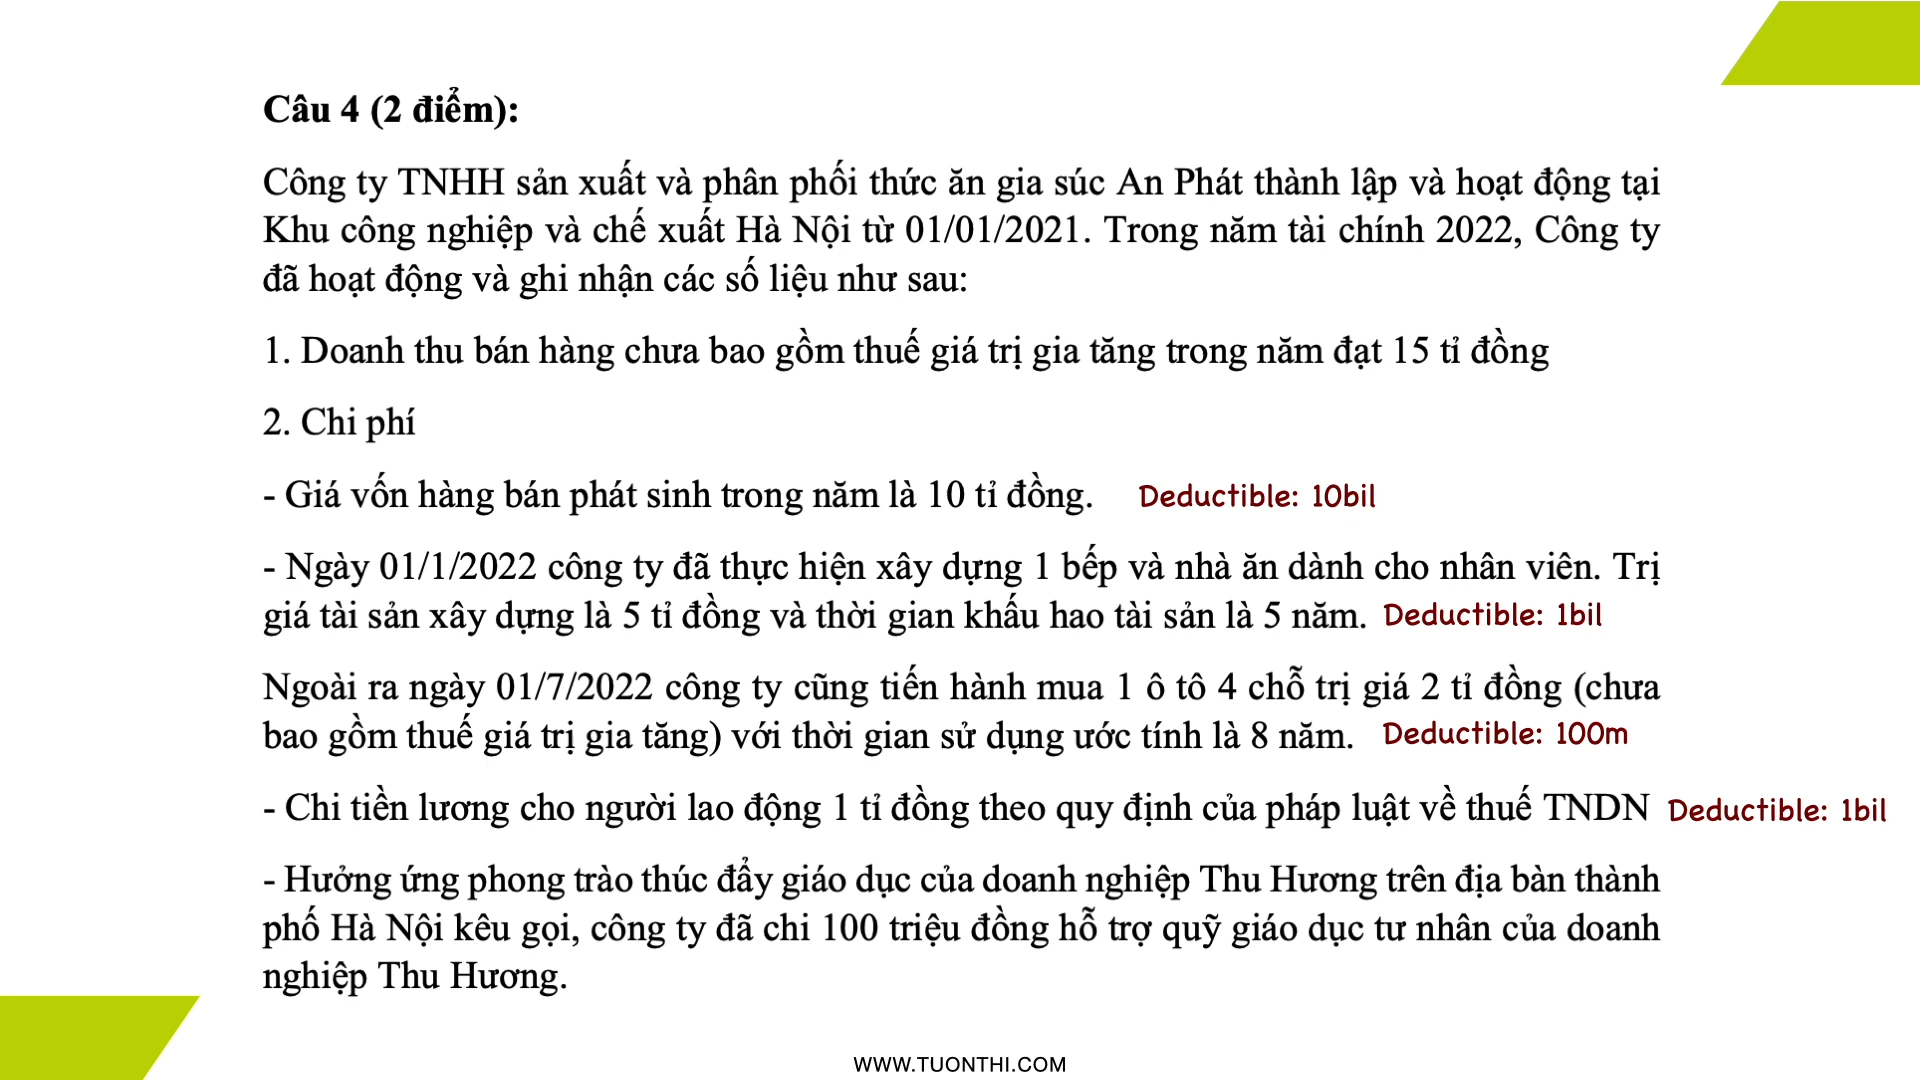 Câu 4 (2 điểm):
Công ty TNHH sản xuất và phân phối thức ăn gia súc An Phát thành lập và hoạt động tại
Khu công nghiệp và chế xuất Hà Nội từ 01/01/2021. Trong năm tài chính 2022, Công ty
đã hoạt động và ghi nhận các số liệu như sau:
1. Doanh thu bán hàng chưa bao gồm thuế giá trị gia tăng trong năm đạt 15 tỉ đồng
2. Chi phí
- Giá vốn hàng bán phát sinh trong năm là 10 tỉ đồng. Deductible: 10bil
- Ngày 01/1/2022 công ty đã thực hiện xây dựng 1 bếp và nhà ăn dành cho nhân viên. Trị
giá tài sản xây dựng là 5 tỉ đồng và thời gian khấu hao tài sản là 5 năm. Deductible: 1bil
Ngoài ra ngày 01/7/2022 công ty cũng tiến hành mua 1 ô tô 4 chỗ trị giá 2 tỉ đồng (chưa
bao gồm thuế giá trị gia tăng) với thời gian sử dụng ước tính là 8 năm. Deductible: 100m
- Chi tiền lương cho người lao động 1 tỉ đồng theo quy định của pháp luật về thuế TNDN Deductible: 1bil
- Hưởng ứng phong trào thúc đẩy giáo dục của doanh nghiệp Thu Hương trên địa bàn thành
phố Hà Nội kêu gọi, công ty đã chi 100 triệu đồng hỗ trợ quỹ giáo dục tư nhân của doanh
nghiệp Thu Hương.
WWW.TUONTHI.COM